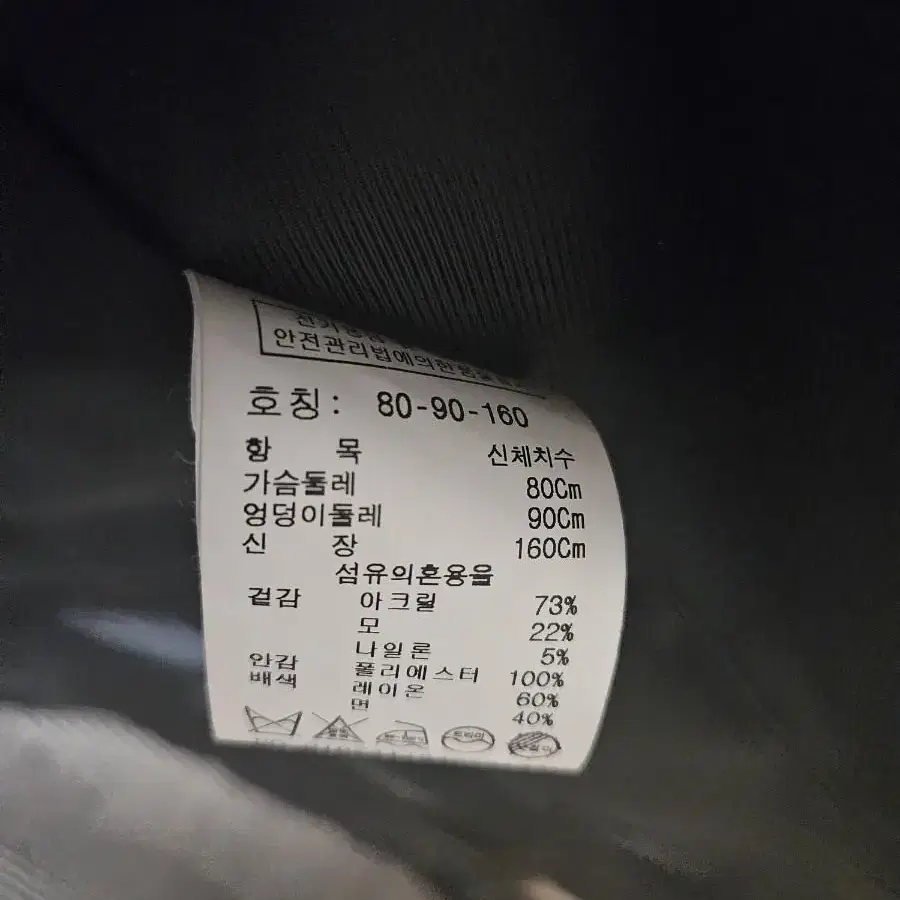 안전관리법에의한품
호칭: 80-90-160
항 목 신체치수
가슴둘레 80Cm
엉덩이둘레 90Cm
신 장 160Cm
섬유의혼용율
겉감 아크릴 73%
모 22%
나일론 5%
안감 폴리에스터 100%
배색 레이온 60%
면 40%